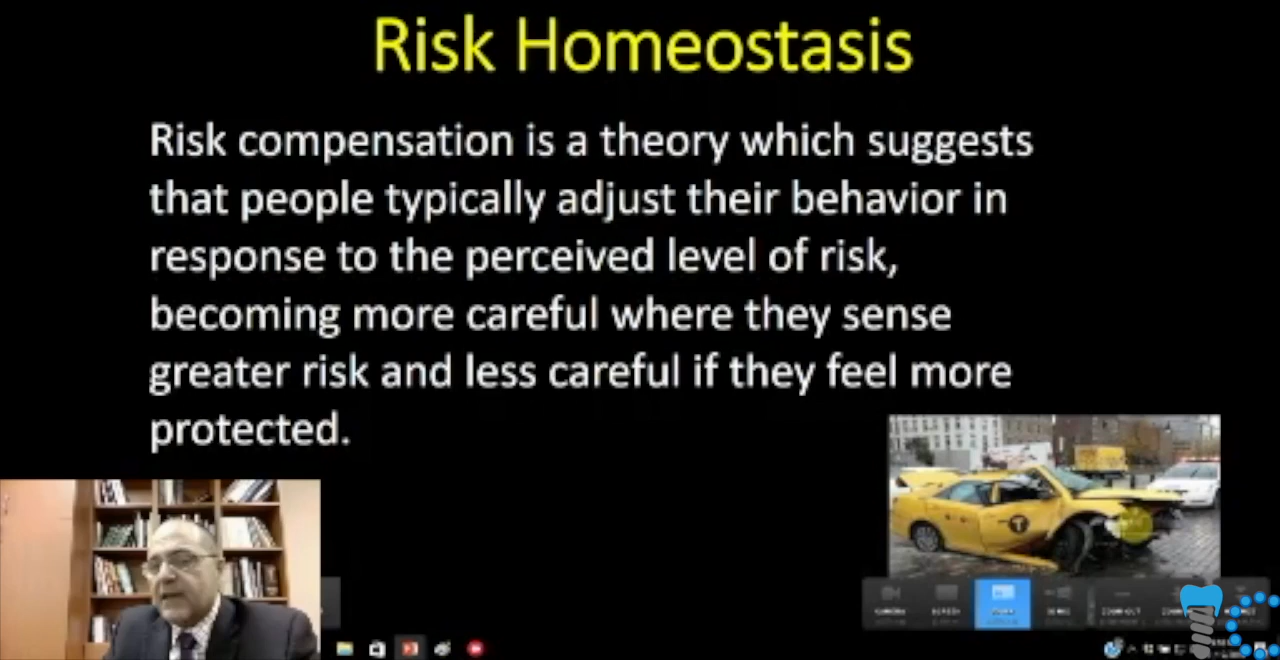 Risk Homeostasis
Risk compensation is a theory which suggests
that people typically adjust their behavior in
response to the perceived level of risk,
becoming more careful where they sense
greater risk and less careful if they feel more
protected.
T